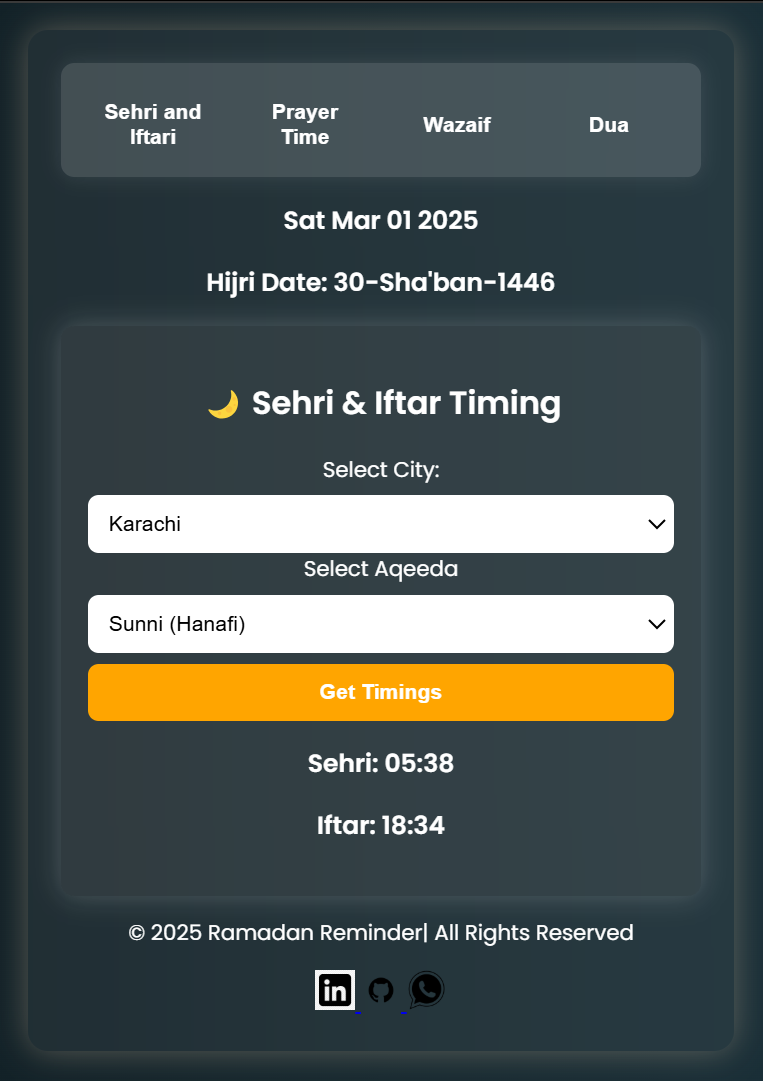 Sehri and
Iftari
Prayer
Time
Wazaif
Dua
Sat Mar 01 2025
Hijri Date: 30-Sha'ban-1446
🌙 Sehri & Iftar Timing
Select City:
Karachi
Select Aqeeda
Sunni (Hanafi)
Get Timings
Sehri: 05:38
Iftar: 18:34
© 2025 Ramadan Reminder| All Rights Reserved
in